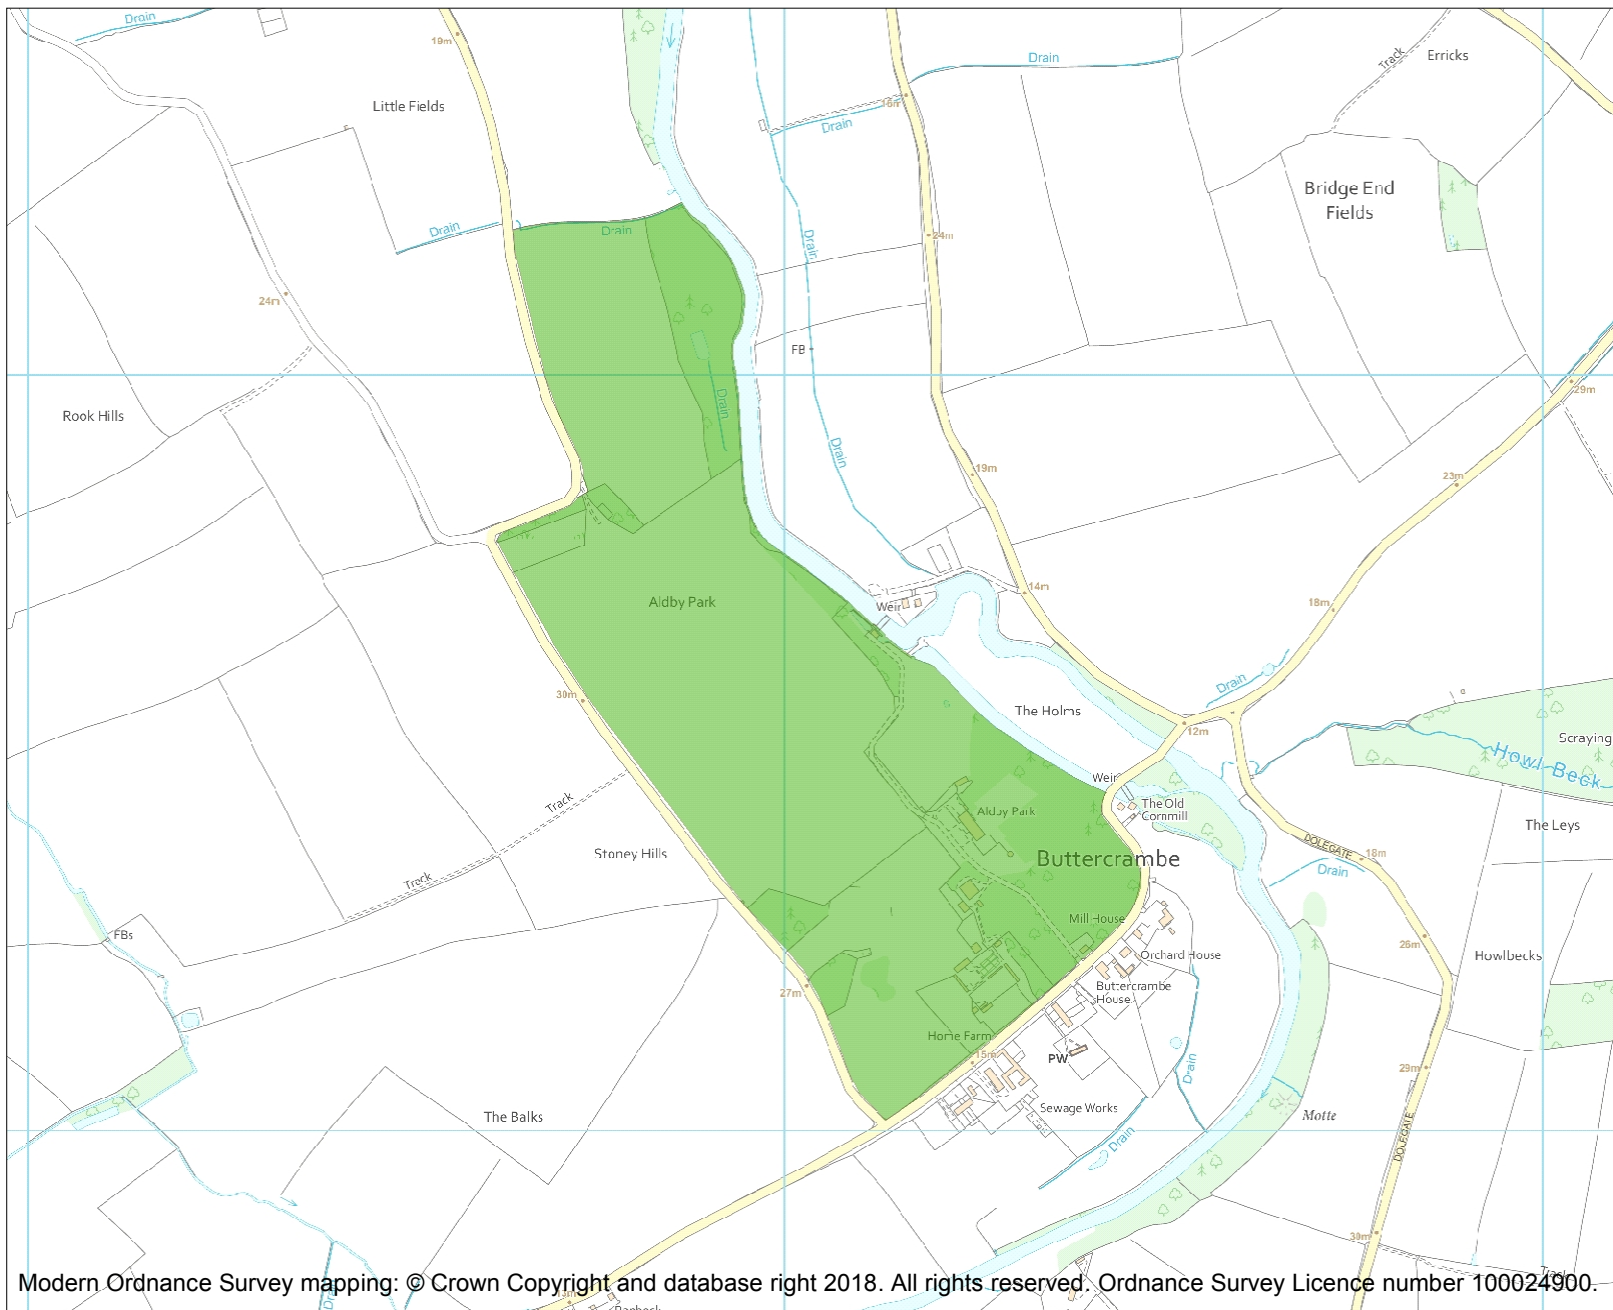 Drain
19m
Little Fields
Drain
16m
Drain
Track
Erricks
Bridge End
Fields
Drain
Drain
Drain
24m
24m
FB
29m
Rook Hills
Drain
Drain
19m
23m
Aldby Park
Weir
14m
18m
30m
Drain
The Holms
12m
Scraying
Howl Beck
Weir
The Old
Cornmill
Aldby Park
Track
Stoney Hills
The Leys
DOLEGATE
18m
Drain
Buttercrambe
Track
Mill House
FBs
26m
Orchard House
Howlbecks
27m
Buttercrambe
House
Home Farm
15m
PW
29m
Drain
The Balks
Sewage Works
Motte
Drain
DOLEGATE
30m
Track
Drain
Modern Ordnance Survey mapping: © Crown Copyright and database right 2018. All rights reserved. Ordnance Survey Licence number 100024900.